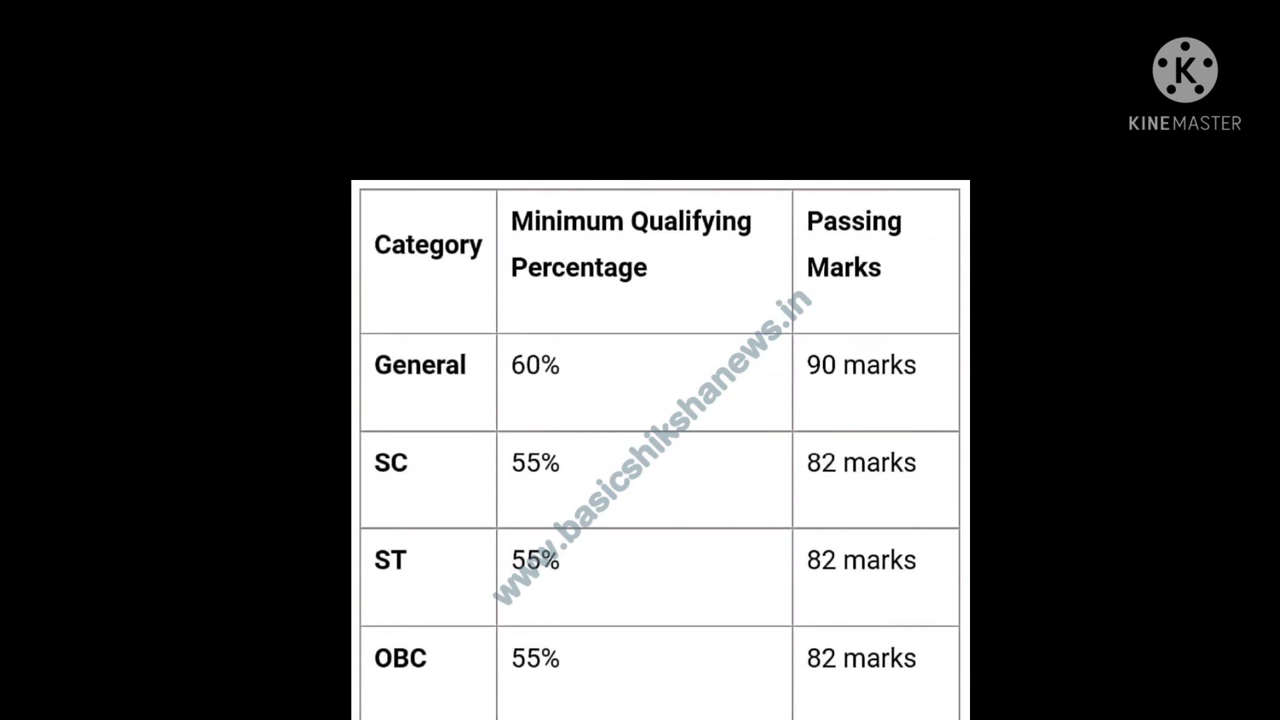 KINEMASTER
Category
Minimum Qualifying
Percentage
Passing
Marks
General
60%
90 marks
SC
55%
82 marks
ST
55%
82 marks
OBC
55%
82 marks
www.basicshikshanews.in